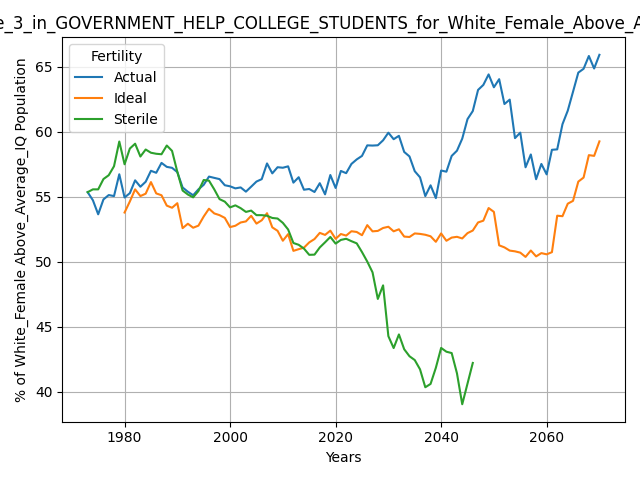 e_3_in_GOVERNMENT_HELP_COLLEGE_STUDENTS_for_White_Female_Above_A
Fertility
Actual
Ideal
Sterile
% of White_Female Above_Average_IQ Population
65
60
55
50
45
40
1980
2000
2020
2040
2060
Years